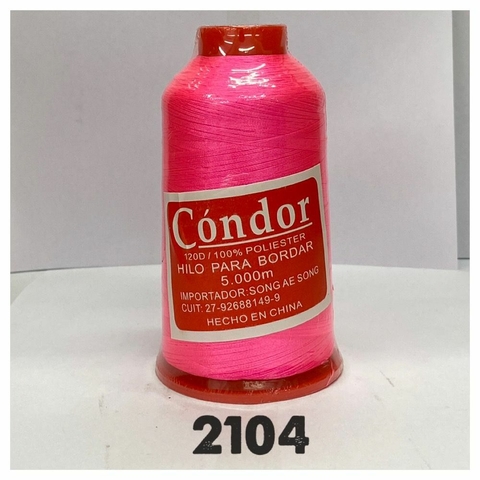 Cóndor
120D / 100% POLIESTER
HILO PARA BORDAR
5.000m
IMPORTADOR:SONG AE SONG
CUIT: 27-92688149-9
HECHO EN CHINA
2104